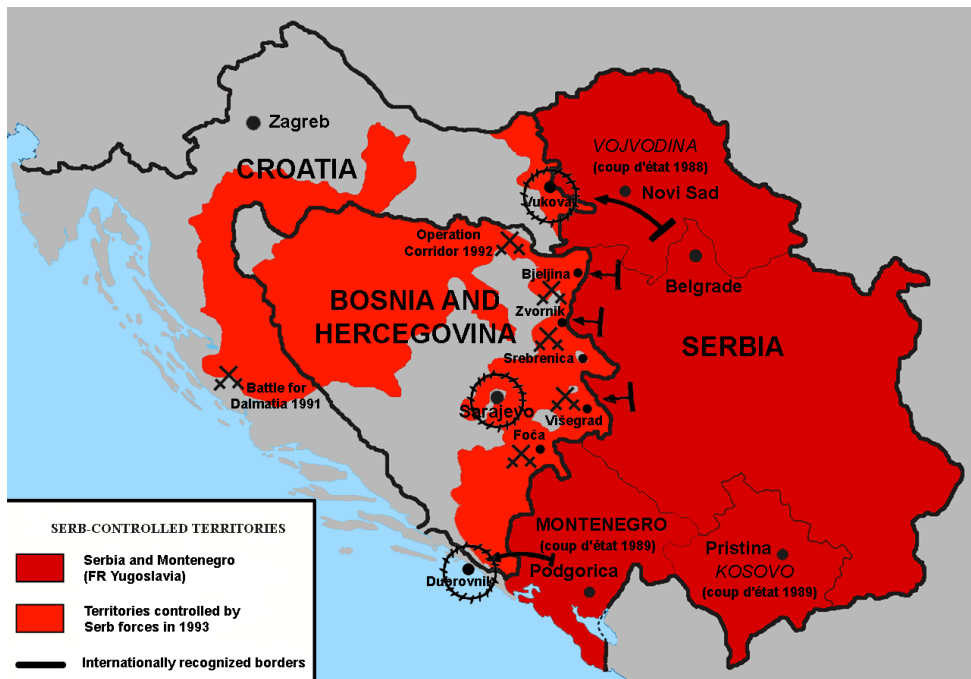 Zagreb
CROATIA
VOJVODINA
(coup d'état 1988)
Novi Sad
Vukovar
Operation
Corridor 1992
Bjeljina
Belgrade
BOSNIA AND
HERCEGOVINA
Zvornik
SERBIA
Srebrenica
Battle for
Dalmatia 1991
Sarajevo
Višegrad
Foča
MONTENEGRO
(coup d'état 1989)
Podgorica
Pristina
KOSOVO
(coup d'état 1989)
Dubrovnik
SERB-CONTROLLED TERRITORIES
Serbia and Montenegro
(FR Yugoslavia)
Territories controlled by
Serb forces in 1993
Internationally recognized borders